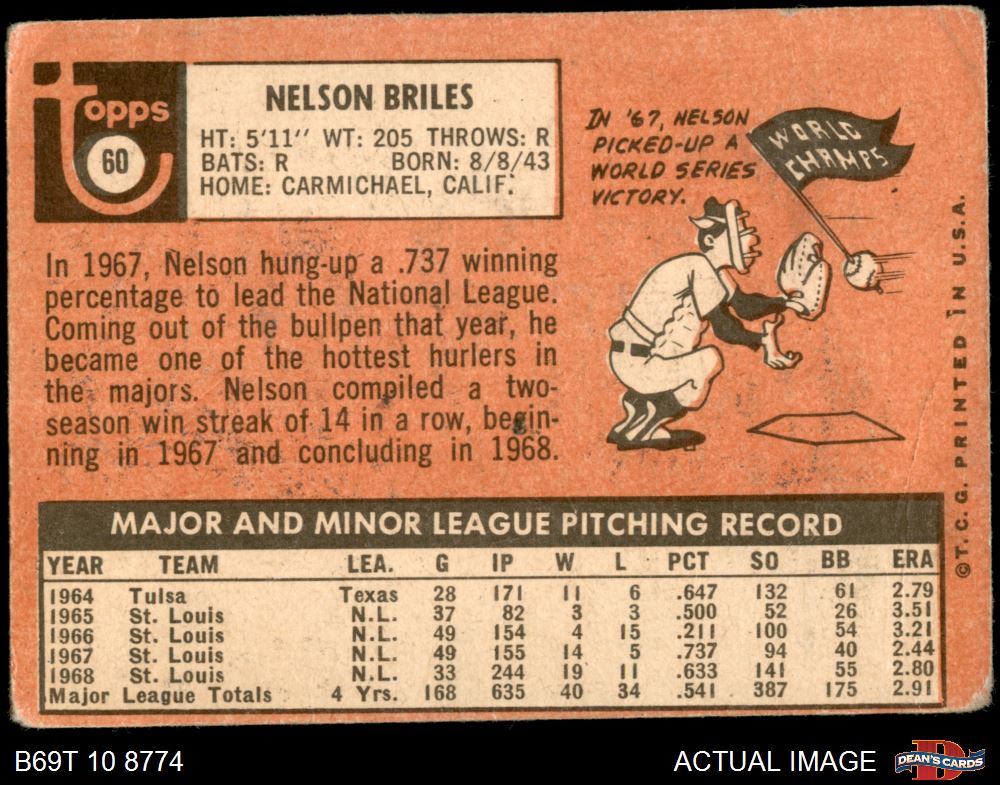 Topps
60
NELSON BRILES
HT: 5'11'' WT: 205 THROWS: R
BATS: R BORN: 8/8/43
HOME: CARMICHAEL, CALIF.
IN '67, NELSON
PICKED-UP A
WORLD SERIES
VICTORY.
WORLD
CHAMPS
In 1967, Nelson hung-up a .737 winning
percentage to lead the National League.
Coming out of the bullpen that year, he
became one of the hottest hurlers in
the majors. Nelson compiled a two-
season win streak of 14 in a row, begin-
ning in 1967 and concluding in 1968.
©T.C.G. PRINTED IN U.S.A.
MAJOR AND MINOR LEAGUE PITCHING RECORD
YEAR TEAM LEA. G IP W L PCT SO BB ERA
1964 Tulsa Texas 28 171 11 6 .647 132 61 2.79
1965 St. Louis N.L. 37 82 3 3 .500 52 26 3.51
1966 St. Louis N.L. 49 154 4 15 .211 100 54 3.21
1967 St. Louis N.L. 49 155 14 5 .737 94 40 2.44
1968 St. Louis N.L. 33 244 19 11 .633 141 55 2.80
Major League Totals 4 Yrs. 168 635 40 34 .541 387 175 2.91
B69T 10 8774
ACTUAL IMAGE
DEAN'S CARDS